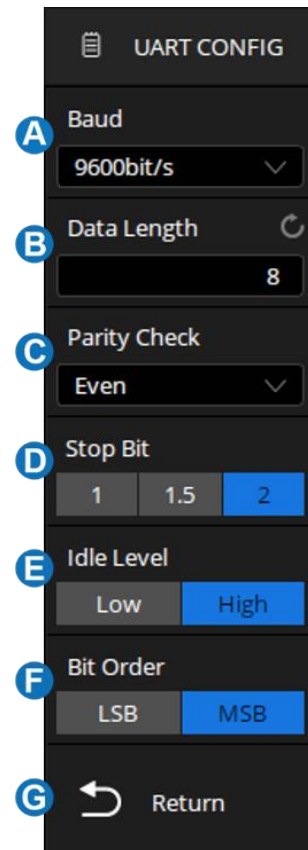 UART CONFIG
A
Baud
9600bit/s
B
Data Length
8
C
Parity Check
Even
D
Stop Bit
1 1.5 2
E
Idle Level
Low High
F
Bit Order
LSB MSB
G
Return